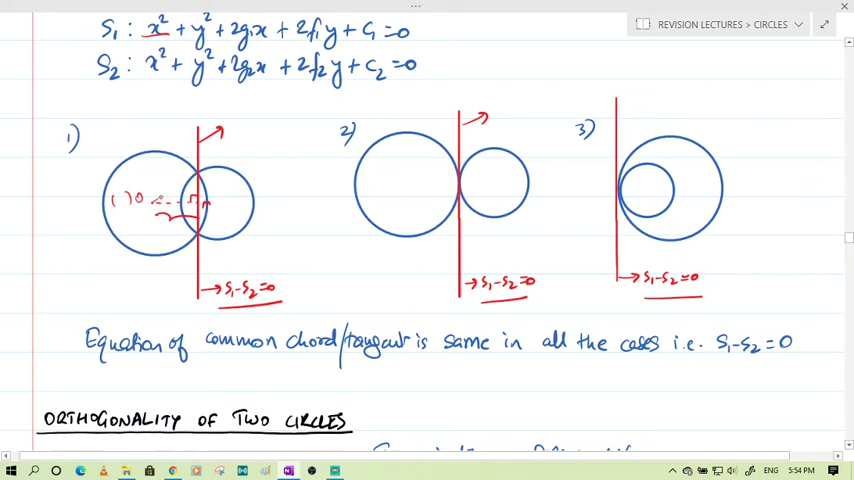 REVISION LECTURES > CIRCLES
S₁ : x² + y² + 2g₁x + 2f₁y + C₁ = 0
S₂ : x² + y² + 2g₂x + 2f₂y + C₂ = 0
1)
2)
3)
S₁-S₂=0
S₁-S₂=0
S₁-S₂=0
Equation of common chord/tangent is same in all the cases i.e. S₁-S₂ = 0
ORTHOGONALITY OF TWO CIRCLES
ENG 5:54 PM